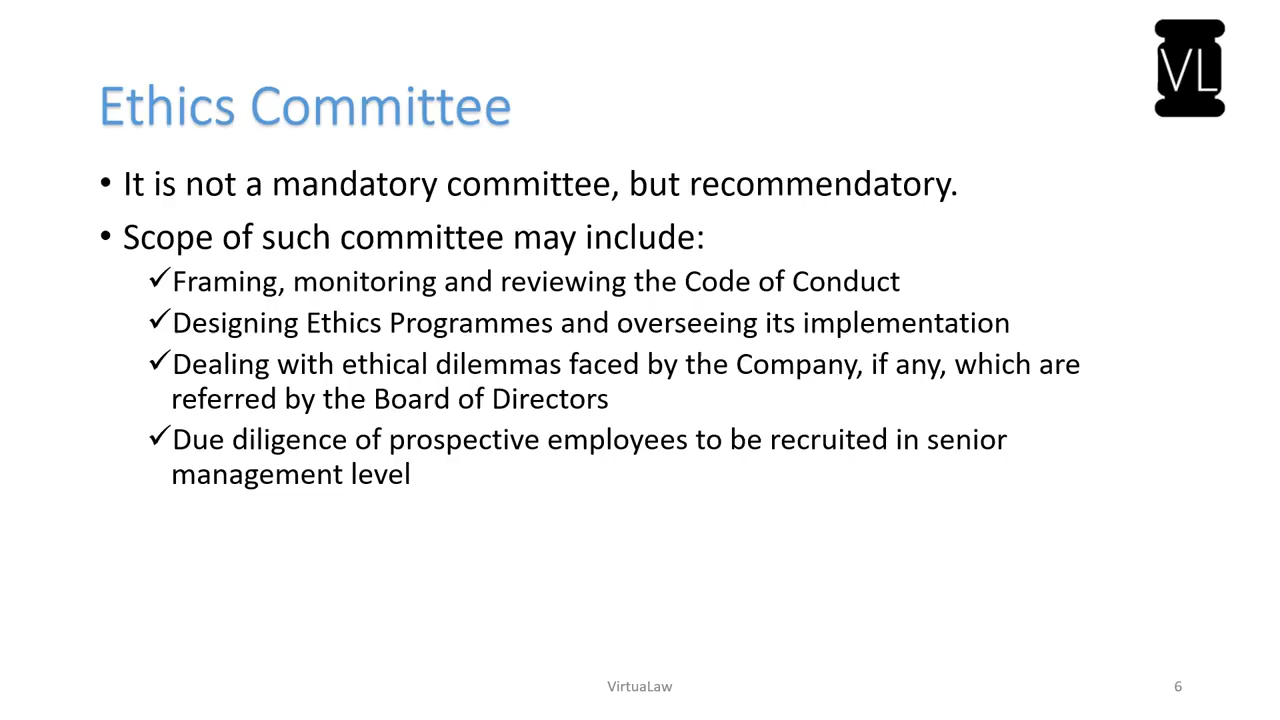 VL
Ethics Committee
• It is not a mandatory committee, but recommendatory.
• Scope of such committee may include:
✓Framing, monitoring and reviewing the Code of Conduct
✓Designing Ethics Programmes and overseeing its implementation
✓Dealing with ethical dilemmas faced by the Company, if any, which are
referred by the Board of Directors
✓Due diligence of prospective employees to be recruited in senior
management level
VirtuaLaw
6